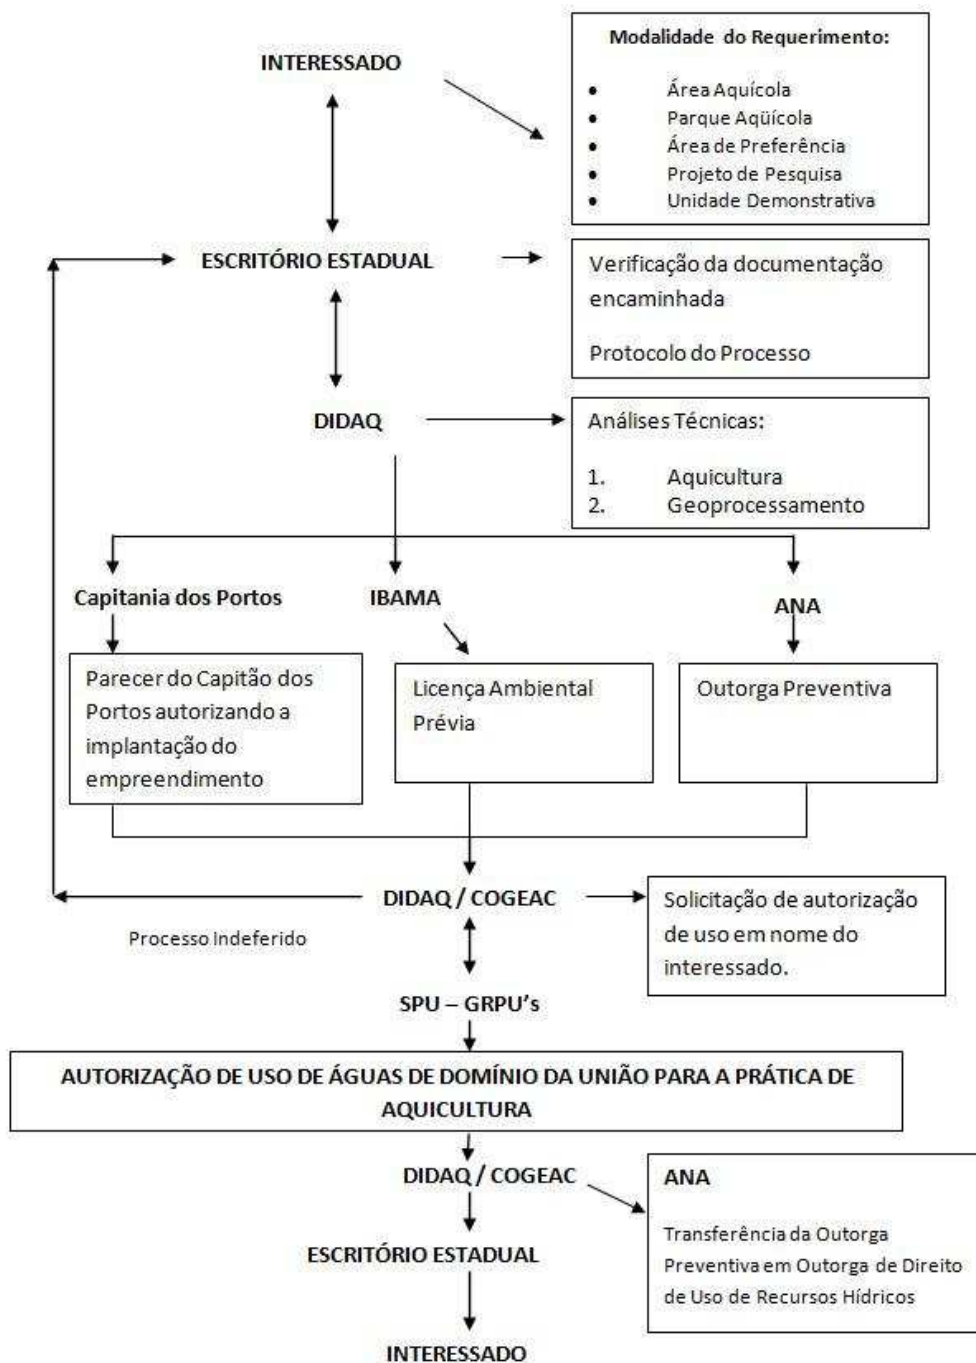 INTERESSADO
Modalidade do Requerimento:
• Área Aquícola
• Parque Aqüícola
• Área de Preferência
• Projeto de Pesquisa
• Unidade Demonstrativa
ESCRITÓRIO ESTADUAL
Verificação da documentação
encaminhada
Protocolo do Processo
DIDAQ
Análises Técnicas:
1. Aquicultura
2. Geoprocessamento
Capitania dos Portos
IBAMA
ANA
Parecer do Capitão dos
Portos autorizando a
implantação do
empreendimento
Licença Ambiental
Prévia
Outorga Preventiva
DIDAQ / COGEAC
Processo Indeferido
Solicitação de autorização
de uso em nome do
interessado.
SPU – GRPU's
AUTORIZAÇÃO DE USO DE ÁGUAS DE DOMÍNIO DA UNIÃO PARA A PRÁTICA DE
AQUICULTURA
DIDAQ / COGEAC
ANA
Transferência da Outorga
Preventiva em Outorga de Direito
de Uso de Recursos Hídricos
ESCRITÓRIO ESTADUAL
INTERESSADO